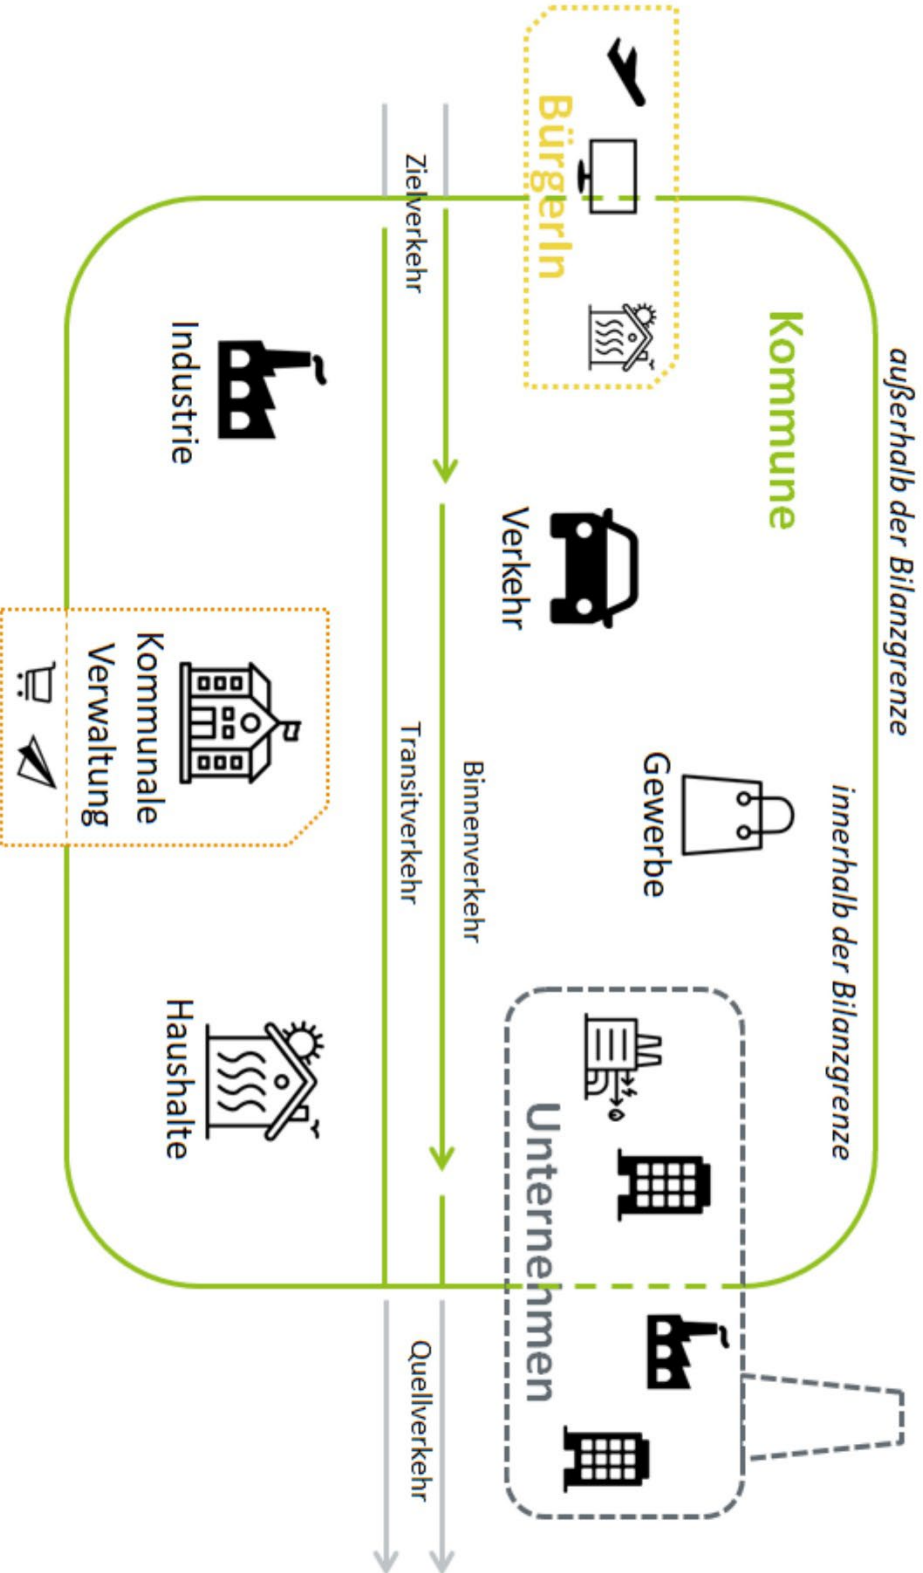 außerhalb der Bilanzgrenze
innerhalb der Bilanzgrenze
Kommune
BürgerIn
Verkehr
Gewerbe
Unternehmen
Zielverkehr
Binnenverkehr
Transitverkehr
Quellverkehr
Industrie
Kommunale
Verwaltung
Haushalte